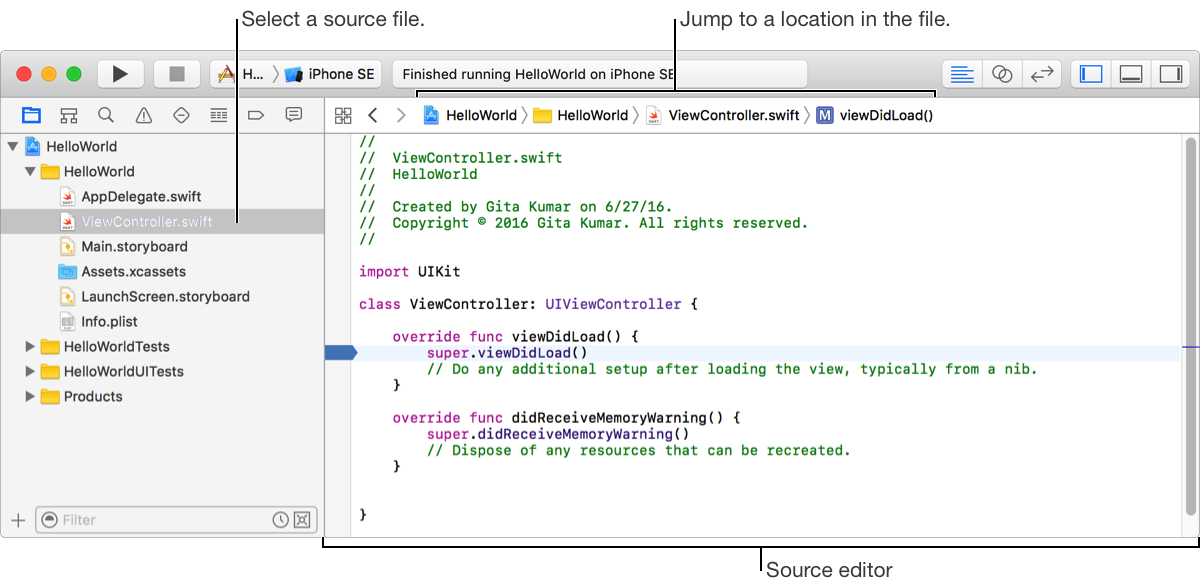 Select a source file.
Jump to a location in the file.
H...
iPhone SE
Finished running HelloWorld on iPhone SE
HelloWorld
HelloWorld
ViewController.swift
M
viewDidLoad()
HelloWorld
HelloWorld
AppDelegate.swift
ViewController.swift
Main.storyboard
Assets.xcassets
LaunchScreen.storyboard
Info.plist
HelloWorldTests
HelloWorldUITests
Products
Filter
//
//  ViewController.swift
//  HelloWorld
//
//  Created by Gita Kumar on 6/27/16.
//  Copyright © 2016 Gita Kumar. All rights reserved.
//
import UIKit
class ViewController: UIViewController {
    override func viewDidLoad() {
        super.viewDidLoad()
        // Do any additional setup after loading the view, typically from a nib.
    }
    override func didReceiveMemoryWarning() {
        super.didReceiveMemoryWarning()
        // Dispose of any resources that can be recreated.
    }
}
Source editor